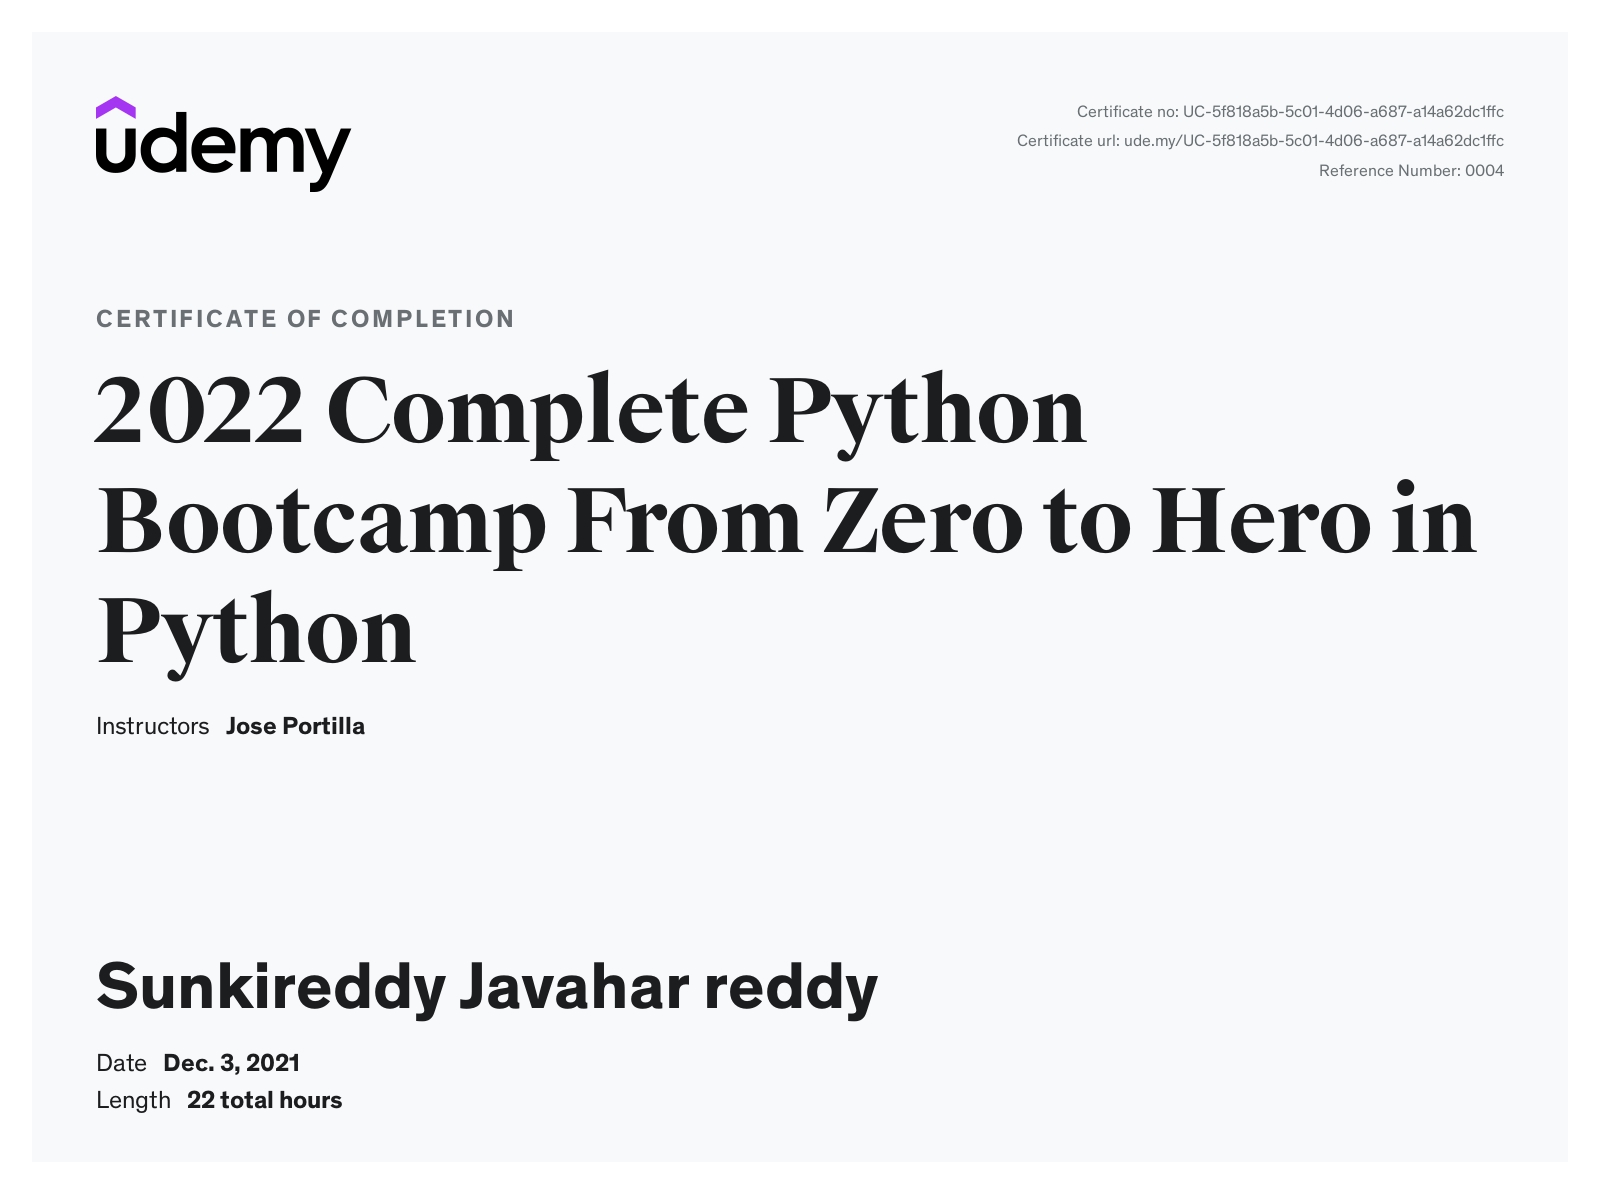 udemy
Certificate no: UC-5f818a5b-5c01-4d06-a687-a14a62dc1ffc
Certificate url: ude.my/UC-5f818a5b-5c01-4d06-a687-a14a62dc1ffc
Reference Number: 0004
CERTIFICATE OF COMPLETION
2022 Complete Python
Bootcamp From Zero to Hero in
Python
Instructors Jose Portilla
Sunkireddy Javahar reddy
Date Dec. 3, 2021
Length 22 total hours